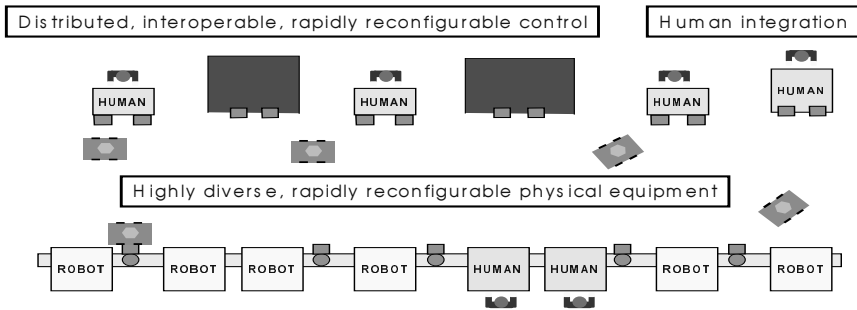 Distributed, interoperable, rapidly reconfigurable control
Human integration
HUMAN
HUMAN
HUMAN
HUMAN
Highly diverse, rapidly reconfigurable physical equipment
ROBOT
ROBOT
ROBOT
ROBOT
HUMAN
HUMAN
ROBOT
ROBOT